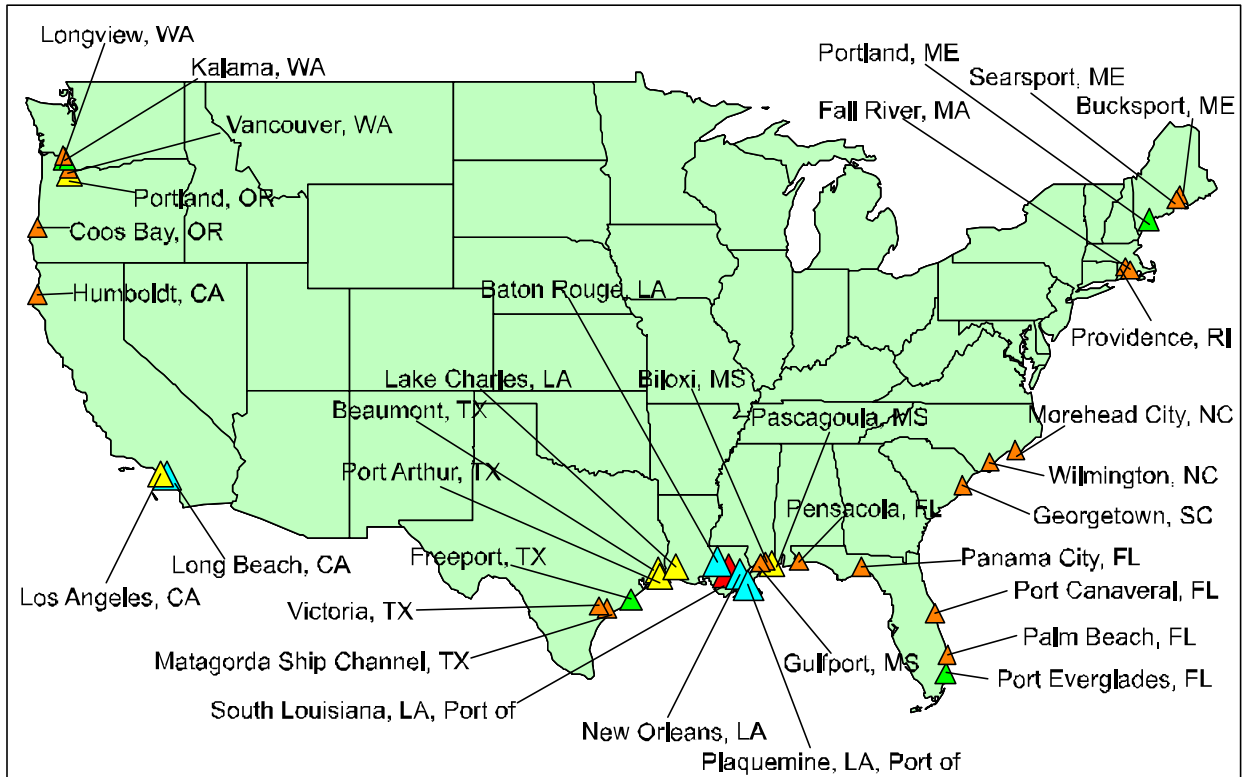 Longview, WA
Kalama, WA
Vancouver, WA
Portland, OR
Coos Bay, OR
Humboldt, CA
Portland, ME
Searsport, ME
Fall River, MA
Bucksport, ME
Providence, RI
Baton Rouge, LA
Lake Charles, LA
Biloxi, MS
Beaumont, TX
Pascagoula, MS
Morehead City, NC
Port Arthur, TX
Wilmington, NC
Pensacola, FL
Georgetown, SC
Freeport, TX
Panama City, FL
Long Beach, CA
Los Angeles, CA
Port Canaveral, FL
Victoria, TX
Palm Beach, FL
Matagorda Ship Channel, TX
Gulfport, MS
Port Everglades, FL
South Louisiana, LA, Port of
New Orleans, LA
Plaquemine, LA, Port of